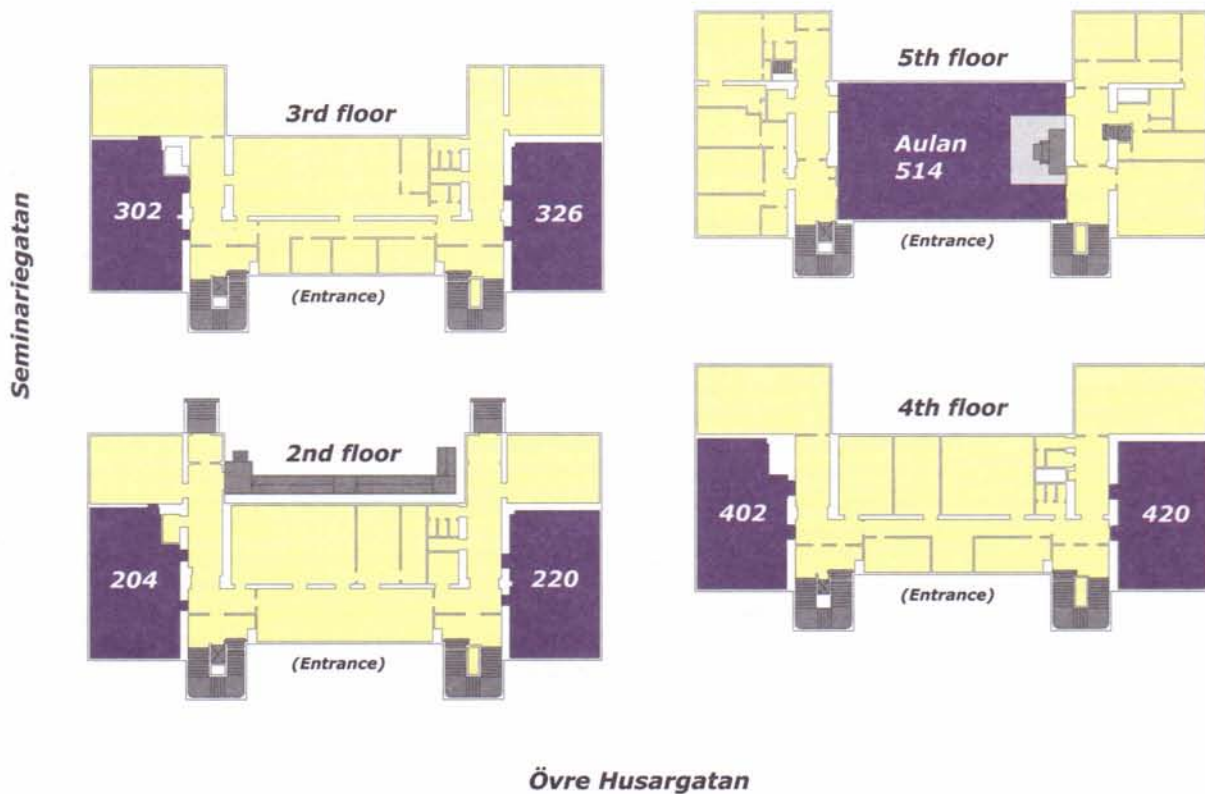 Seminariegatan
3rd floor
302
326
(Entrance)
5th floor
Aulan
514
(Entrance)
2nd floor
204
220
(Entrance)
4th floor
402
420
(Entrance)
Övre Husargatan